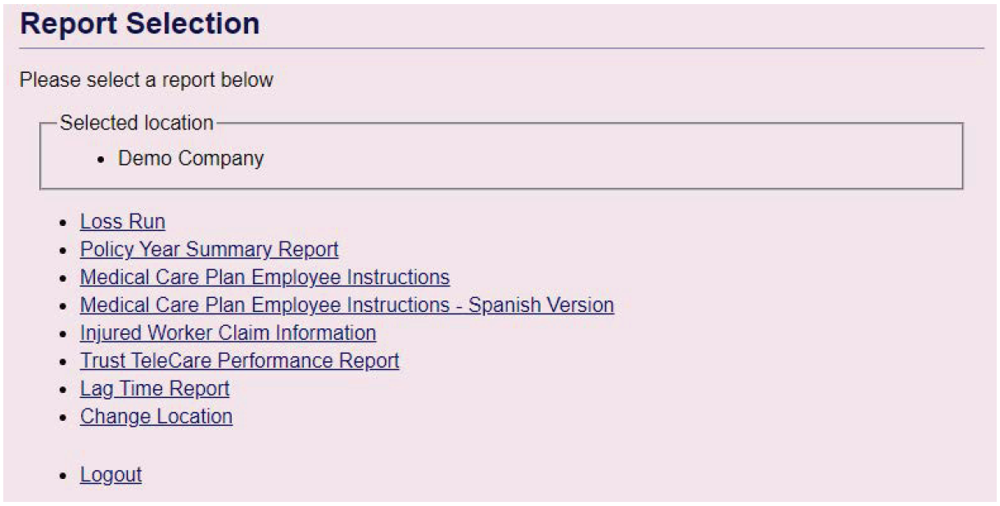 Report Selection
Please select a report below
Selected location
Demo Company
Loss Run
Policy Year Summary Report
Medical Care Plan Employee Instructions
Medical Care Plan Employee Instructions - Spanish Version
Injured Worker Claim Information
Trust TeleCare Performance Report
Lag Time Report
Change Location
Logout